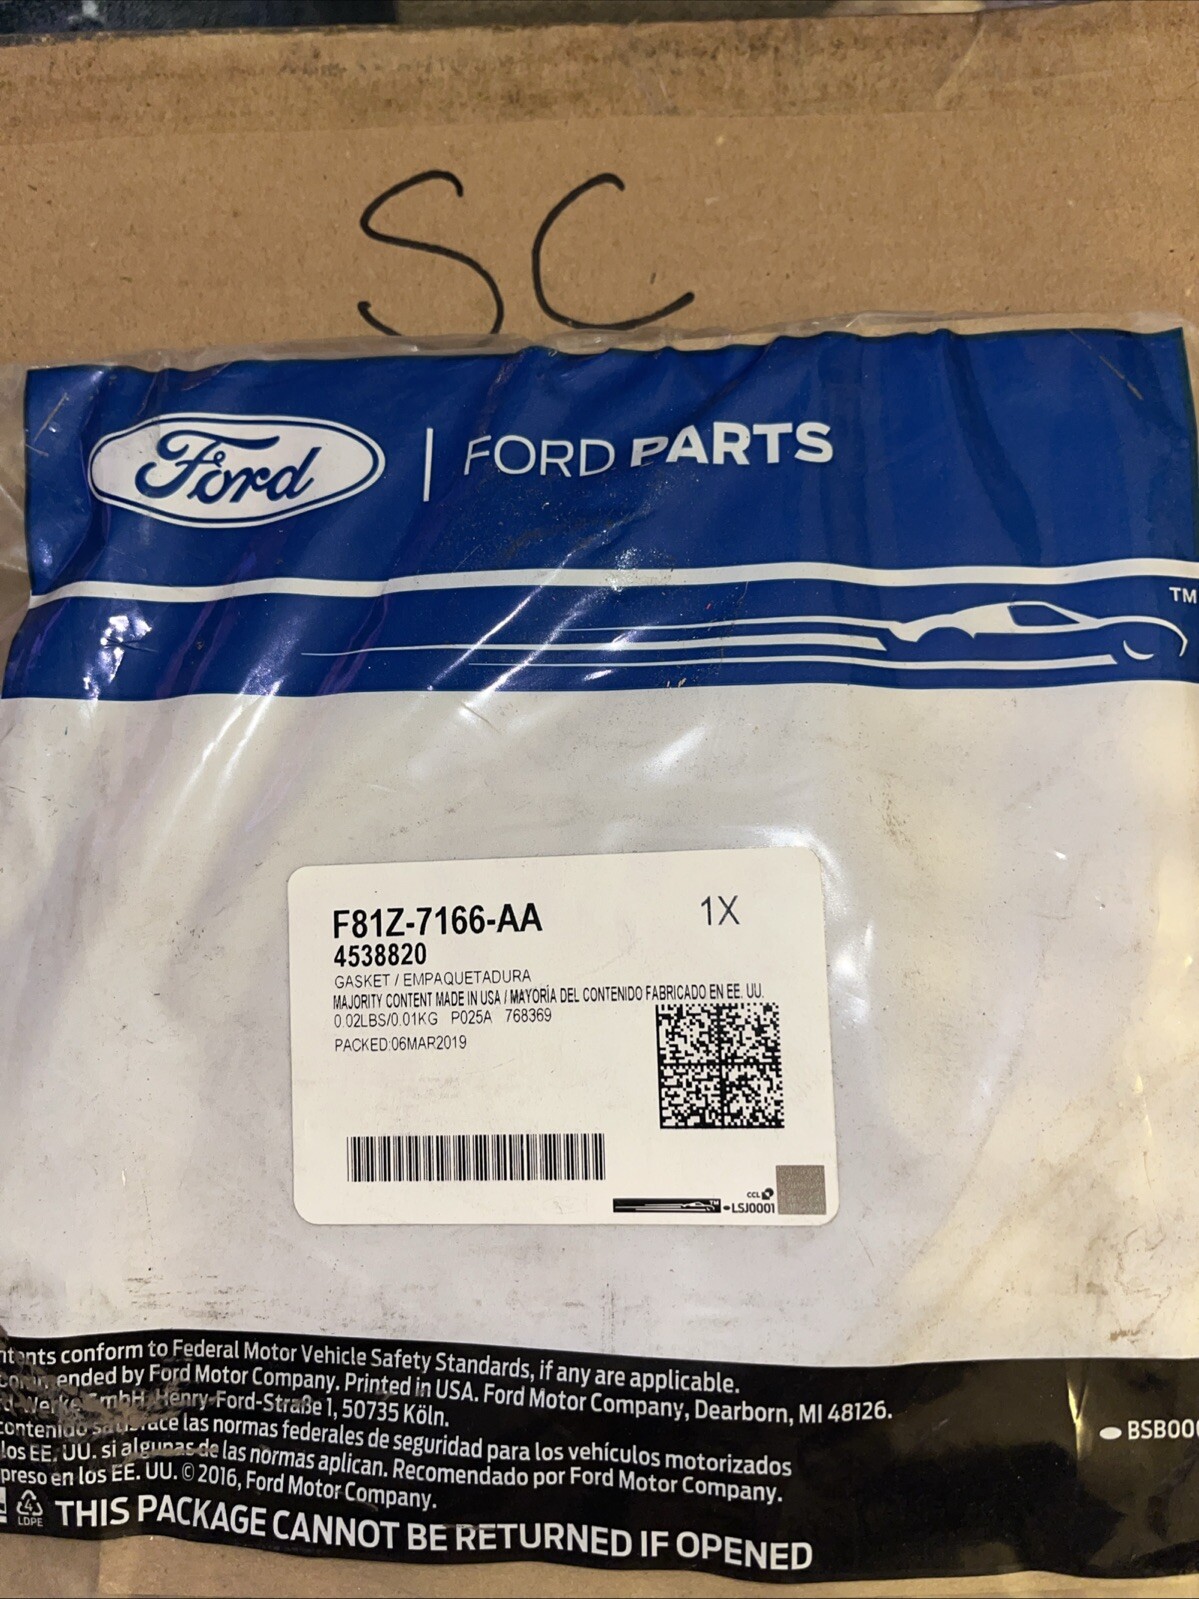 SC
Ford | FORD PARTS
TM
F81Z-7166-AA 1X
4538820
GASKET / EMPAQUETADURA
MAJORITY CONTENT MADE IN USA / MAYORÍA DEL CONTENIDO FABRICADO EN EE. UU.
0.02LBS/0.01KG P025A 768369
PACKED:06MAR2019
CCL
TM
LSJ0001
conform to Federal Motor Vehicle Safety Standards, if any are applicable.
by Ford Motor Company. Printed in USA. Ford Motor Company, Dearborn, MI 48126.
GmbH, Henry-Ford-Straße 1, 50735 Köln.
las normas federales de seguridad para los vehículos motorizados
los EE. UU. si algunas de las normas aplican. Recomendado por Ford Motor Company.
en los EE. UU. © 2016, Ford Motor Company.
4
LDPE
THIS PACKAGE CANNOT BE RETURNED IF OPENED